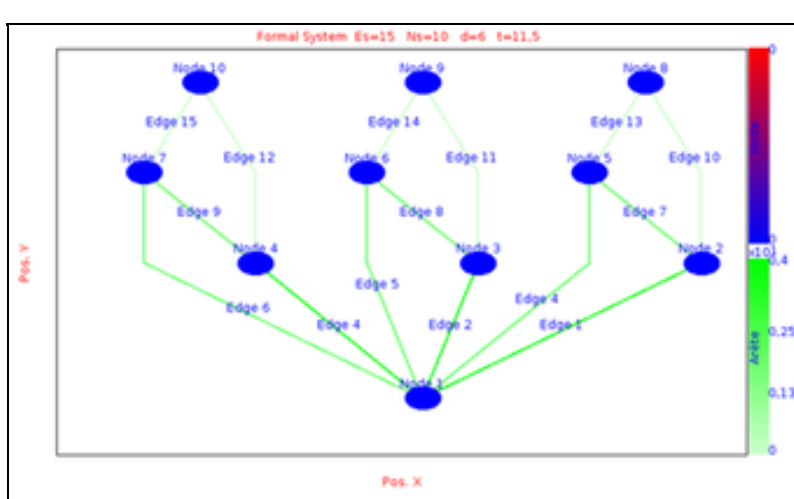 Formal System Es=15 Ns=10 d=6 t=11,5
Node 10 Node 9 Node 8
Edge 15 Edge 14 Edge 13
Node 7 Edge 12 Node 6 Edge 11 Node 5 Edge 10
Edge 9 Edge 8 Edge 7
Node 4 Node 3 Node 2
Edge 6 Edge 5 Edge 4
Edge 4 Edge 2 Edge 1
Node 1
Pos. X
Pos. Y
0
Node
0
0,25
Arête
0,13
0